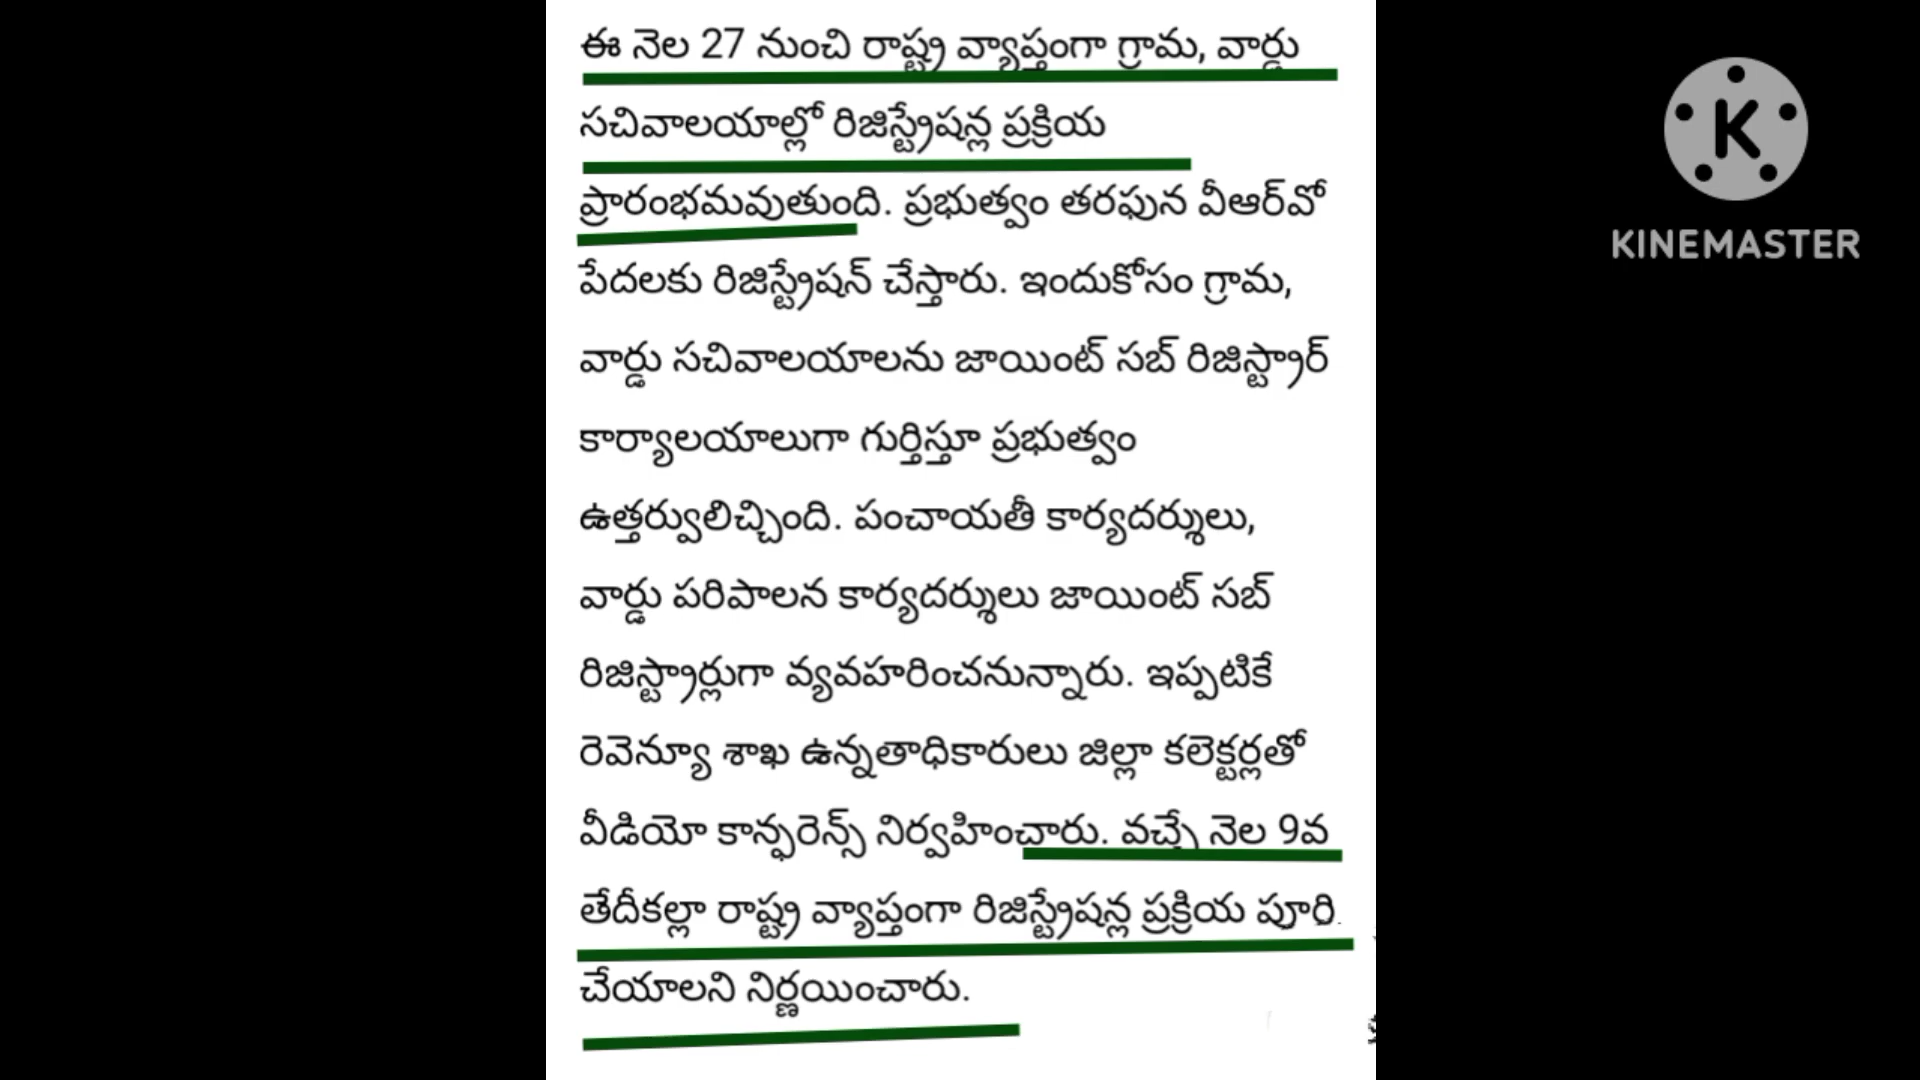 ఈ నెల 27 నుంచి రాష్ట్ర వ్యాప్తంగా గ్రామ, వార్డు
సచివాలయాల్లో రిజిస్ట్రేషన్ల ప్రక్రియ
ప్రారంభమవుతుంది. ప్రభుత్వం తరఫున వీఆర్‌వో
పేదలకు రిజిస్ట్రేషన్ చేస్తారు. ఇందుకోసం గ్రామ,
వార్డు సచివాలయాలను జాయింట్ సబ్ రిజిస్ట్రార్
కార్యాలయాలుగా గుర్తిస్తూ ప్రభుత్వం
ఉత్తర్వులిచ్చింది. పంచాయతీ కార్యదర్శులు,
వార్డు పరిపాలన కార్యదర్శులు జాయింట్ సబ్
రిజిస్ట్రార్లుగా వ్యవహరించనున్నారు. ఇప్పటికే
రెవెన్యూ శాఖ ఉన్నతాధికారులు జిల్లా కలెక్టర్లతో
వీడియో కాన్ఫరెన్స్ నిర్వహించారు. వచ్చే నెల 9వ
తేదీకల్లా రాష్ట్ర వ్యాప్తంగా రిజిస్ట్రేషన్ల ప్రక్రియ పూర్తి
చేయాలని నిర్ణయించారు.
K
KINEMASTER